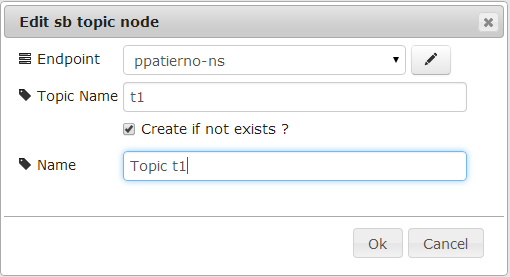 Edit sb topic node
Endpoint ppatierno-ns
Topic Name t1
Create if not exists ?
Name Topic t1
Ok Cancel